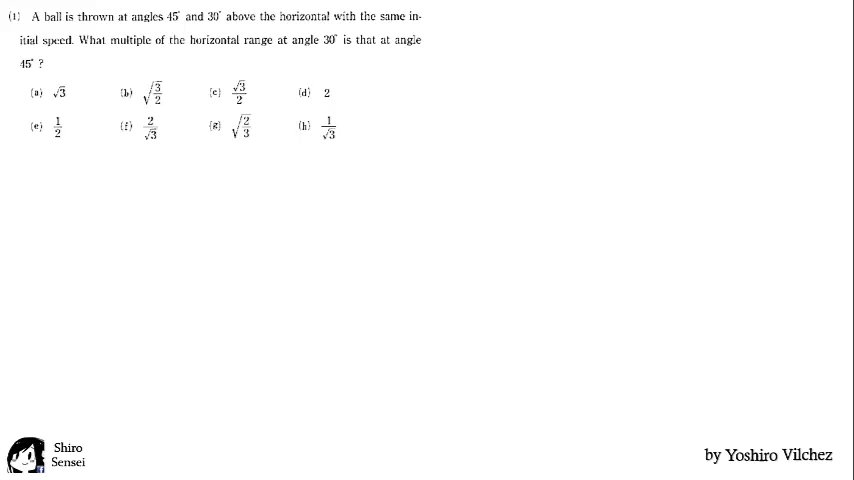 (1) A ball is thrown at angles 45° and 30° above the horizontal with the same in-
itial speed. What multiple of the horizontal range at angle 30° is that at angle
45° ?
(a) √3 (b) √(3/2) (c) √3/2 (d) 2
(e) 1/2 (f) 2/√3 (g) √(2/3) (h) 1/√3
Shiro
Sensei
by Yoshiro Vilchez